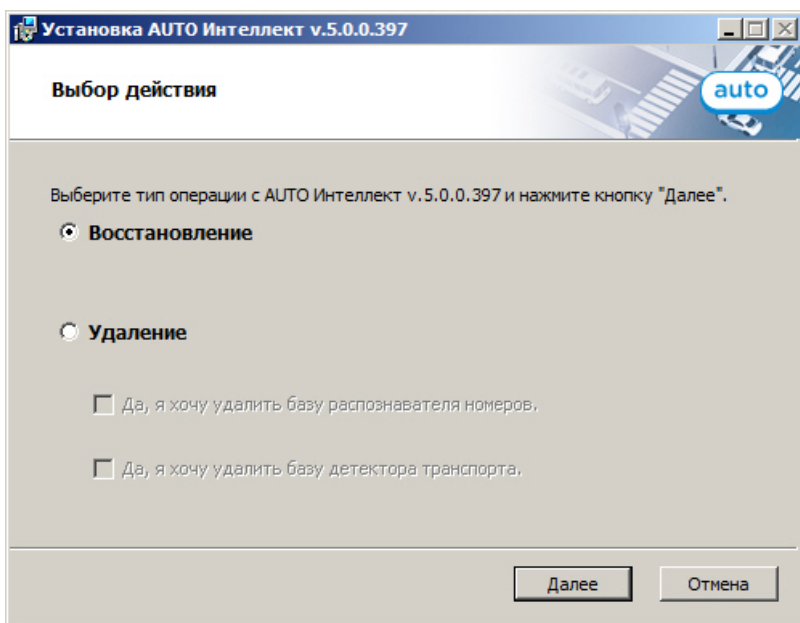 Установка AUTO Интеллект v.5.0.0.397
Выбор действия
auto
Выберите тип операции с AUTO Интеллект v.5.0.0.397 и нажмите кнопку "Далее".
Восстановление
Удаление
Да, я хочу удалить базу распознавателя номеров.
Да, я хочу удалить базу детектора транспорта.
Далее
Отмена